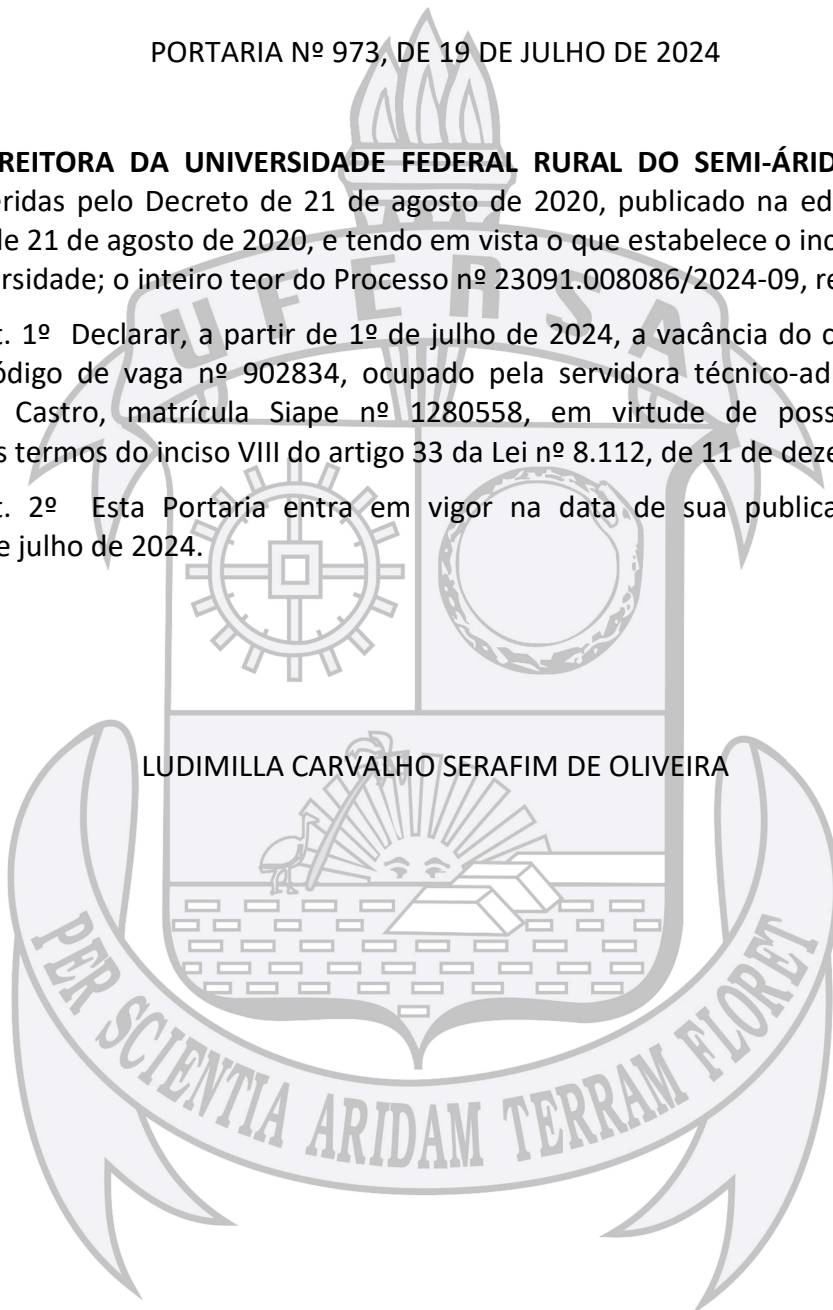 PORTARIA Nº 973, DE 19 DE JULHO DE 2024
REITORA DA UNIVERSIDADE FEDERAL RURAL DO SEMI-ÁRID
eridas pelo Decreto de 21 de agosto de 2020, publicado na ed
de 21 de agosto de 2020, e tendo em vista o que estabelece o inc
ersidade; o inteiro teor do Processo nº 23091.008086/2024-09, re
UFERSA
t. 1º Declarar, a partir de 1º de julho de 2024, a vacância do c
ódigo de vaga nº 902834, ocupado pela servidora técnico-ad
Castro, matrícula Siape nº 1280558, em virtude de poss
s termos do inciso VIII do artigo 33 da Lei nº 8.112, de 11 de deze
t. 2º Esta Portaria entra em vigor na data de sua publica
e julho de 2024.
LUDIMILLA CARVALHO SERAFIM DE OLIVEIRA
PER SCIENTIA ARIDAM TERRAM FLORET